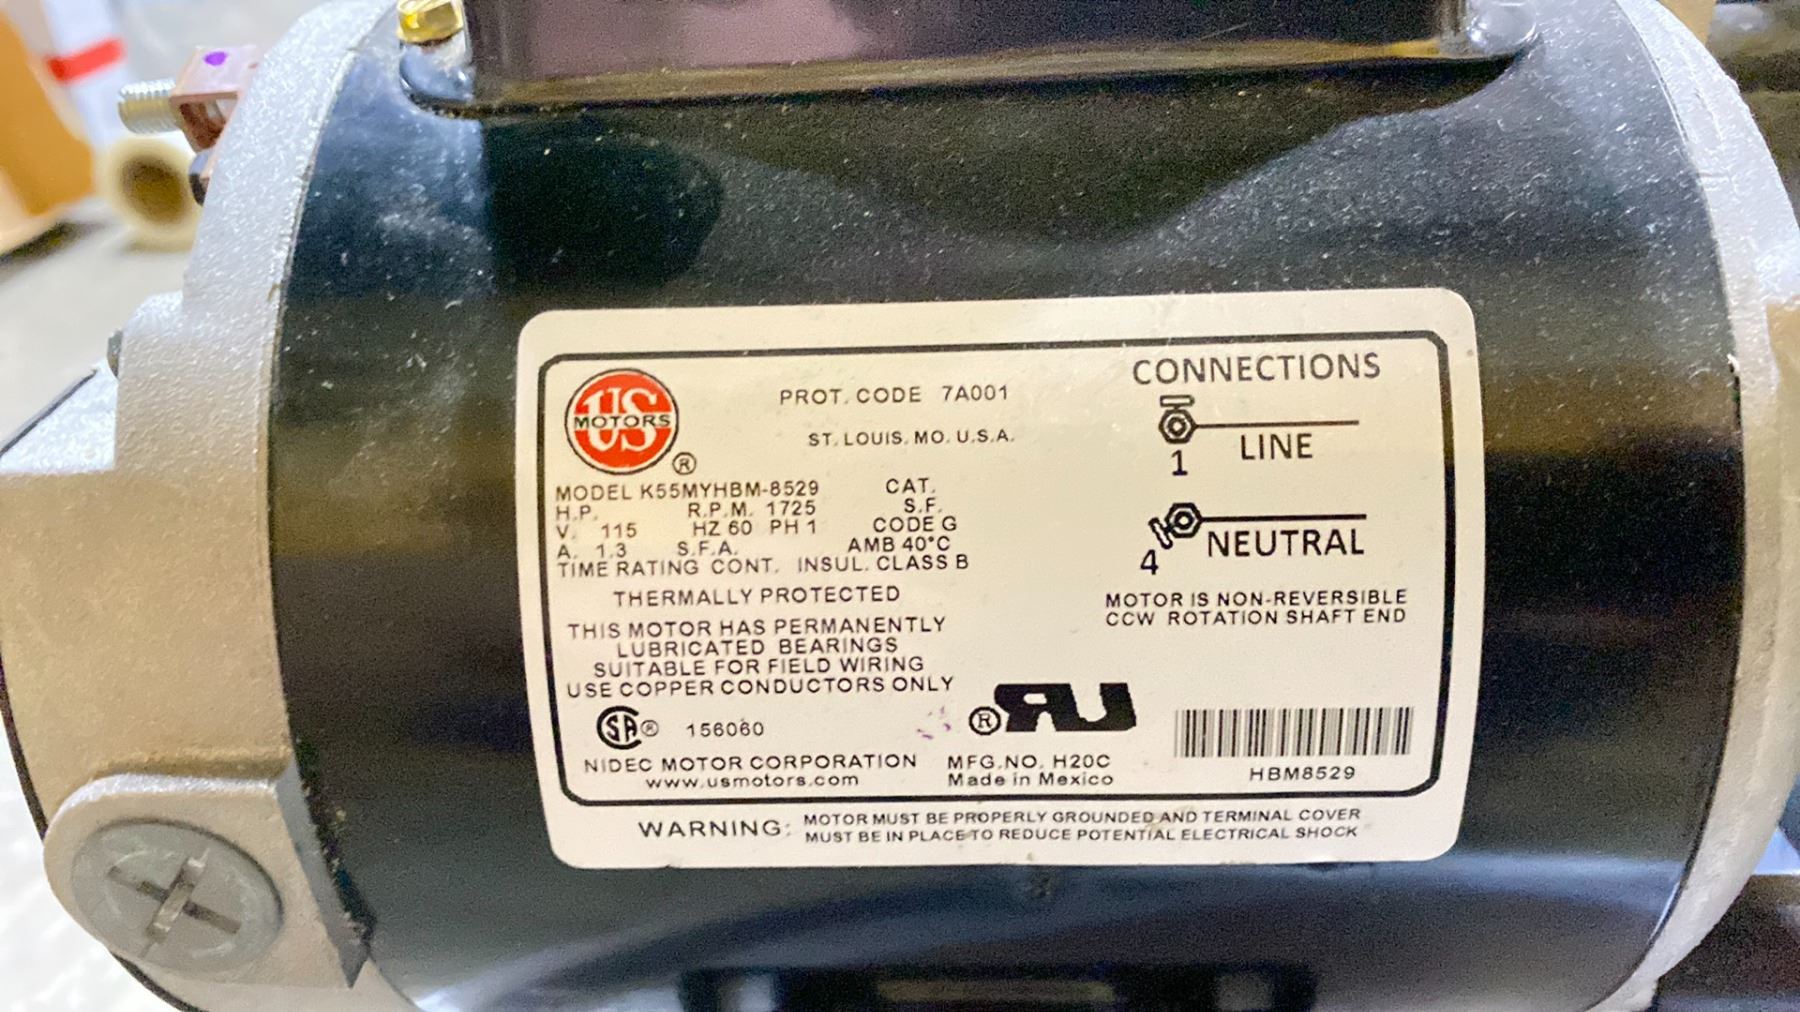 US
MOTORS
®
PROT. CODE 7A001
ST. LOUIS. MO. U.S.A.
MODEL K55MYHBM-8529 CAT.
H.P. R.P.M. 1725 S.F.
V. 115 HZ 60 PH 1 CODE G
A. 1.3 S.F.A. AMB 40°C
TIME RATING CONT. INSUL. CLASS B
THERMALLY PROTECTED
THIS MOTOR HAS PERMANENTLY
LUBRICATED BEARINGS
SUITABLE FOR FIELD WIRING
USE COPPER CONDUCTORS ONLY
SA ® 156060
® RU
NIDEC MOTOR CORPORATION
www.usmotors.com
MFG.NO. H20C
Made in Mexico
CONNECTIONS
LINE
1
NEUTRAL
4
MOTOR IS NON-REVERSIBLE
CCW ROTATION SHAFT END
HBM8529
WARNING: MOTOR MUST BE PROPERLY GROUNDED AND TERMINAL COVER
MUST BE IN PLACE TO REDUCE POTENTIAL ELECTRICAL SHOCK